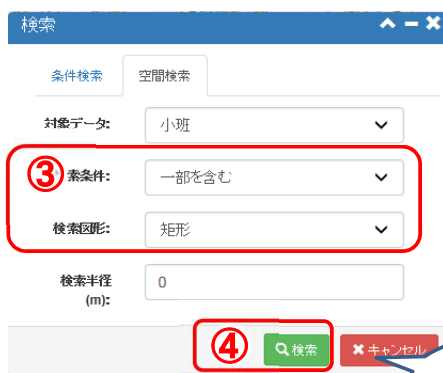 検索
条件検索 空間検索
対象データ: 小班
③ 索条件: 一部を含む
検索図形: 矩形
検索半径 0
(m):
④ 検索 キャンセル